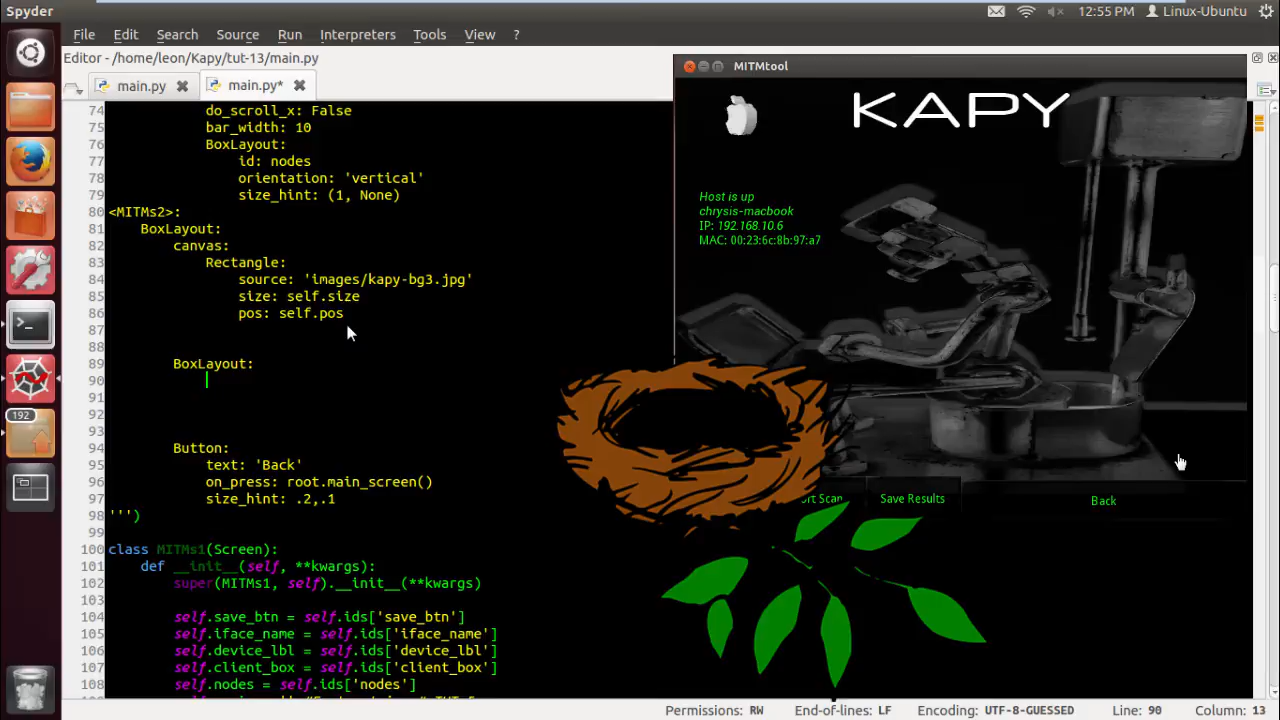 Spyder
12:55 PM
Linux-Ubuntu
File Edit Search Source Run Interpreters Tools View ?
Editor - /home/leon/Kapy/tut-13/main.py
main.py
main.py*
74 do_scroll_x: False
75 bar_width: 10
76 BoxLayout:
77 id: nodes
78 orientation: 'vertical'
79 size_hint: (1, None)
80 <MITMs2>:
81 BoxLayout:
82 canvas:
83 Rectangle:
84 source: 'images/kapy-bg3.jpg'
85 size: self.size
86 pos: self.pos
87
88
89 BoxLayout:
90
91
92
93
94 Button:
95 text: 'Back'
96 on_press: root.main_screen()
97 size_hint: .2,.1
98 ''')
99
100 class MITMs1(Screen):
101 def __init__(self, **kwargs):
102 super(MITMs1, self).__init__(**kwargs)
103
104 self.save_btn = self.ids['save_btn']
105 self.iface_name = self.ids['iface_name']
106 self.device_lbl = self.ids['device_lbl']
107 self.client_box = self.ids['client_box']
108 self.nodes = self.ids['nodes']
MITMtool
KAPY
Host is up
chrysis-macbook
IP: 192.168.10.6
MAC: 00:23:6c:8b:97:a7
Scan
Save Results
Back
192
Permissions: RW
End-of-lines: LF
Encoding: UTF-8-GUESSED
Line: 90
Column: 13